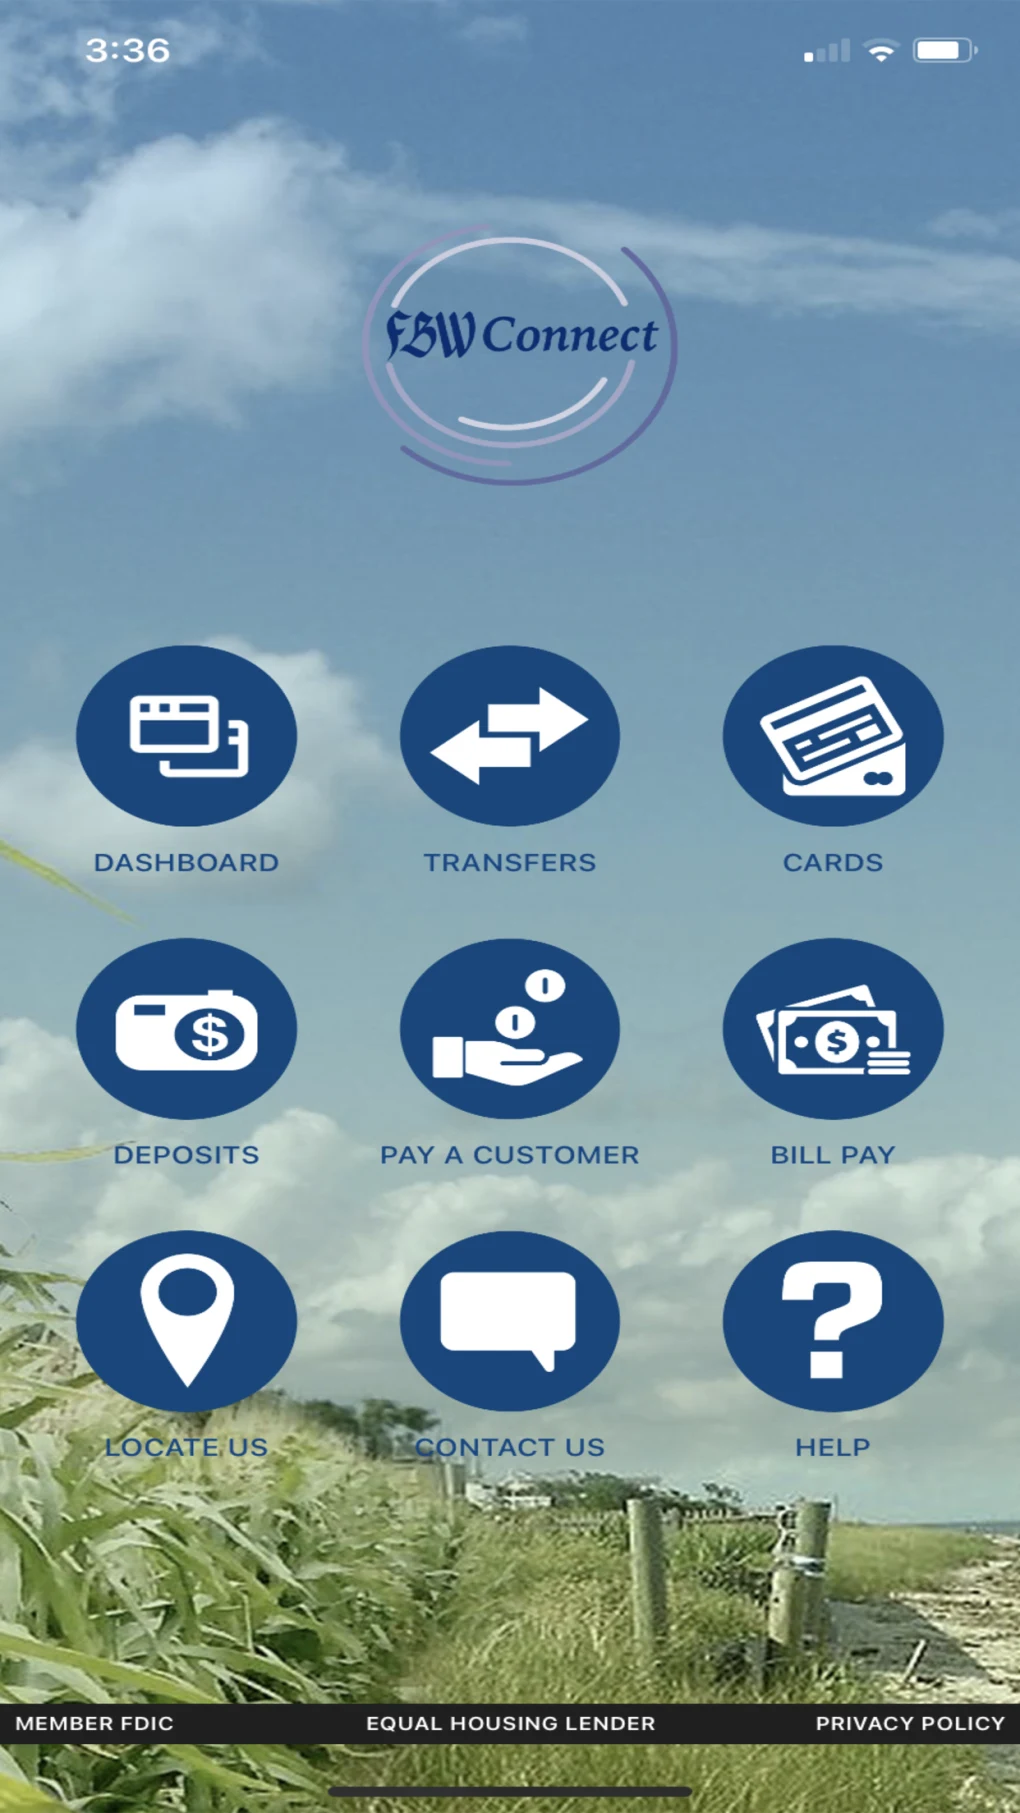 3:36
FBW Connect
DASHBOARD
TRANSFERS
CARDS
$
$
DEPOSITS
PAY A CUSTOMER
BILL PAY
?
LOCATE US
CONTACT US
HELP
MEMBER FDIC
EQUAL HOUSING LENDER
PRIVACY POLICY